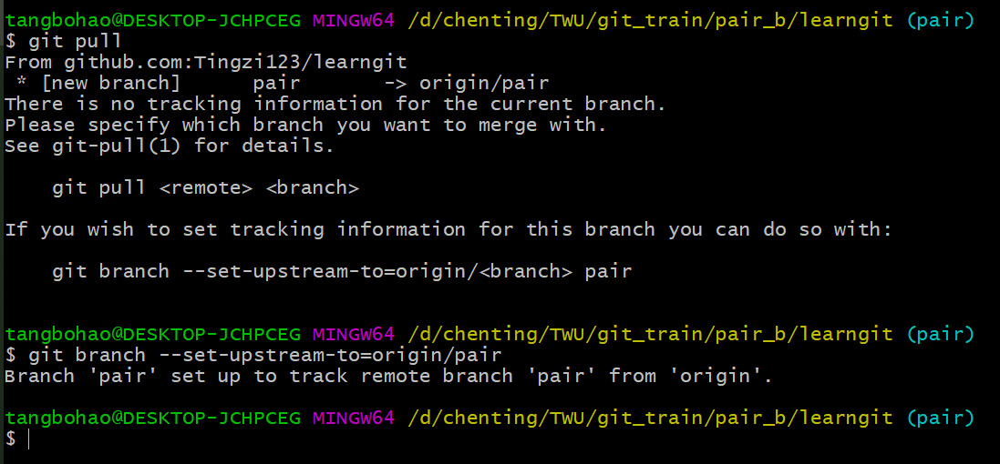 tangbohao@DESKTOP-JCHPCEG MINGW64 /d/chenting/TWU/git_train/pair_b/learngit (pair)
$ git pull
From github.com:Tingzi123/learngit
 * [new branch]      pair       -> origin/pair
There is no tracking information for the current branch.
Please specify which branch you want to merge with.
See git-pull(1) for details.

    git pull <remote> <branch>

If you wish to set tracking information for this branch you can do so with:

    git branch --set-upstream-to=origin/<branch> pair


tangbohao@DESKTOP-JCHPCEG MINGW64 /d/chenting/TWU/git_train/pair_b/learngit (pair)
$ git branch --set-upstream-to=origin/pair
Branch 'pair' set up to track remote branch 'pair' from 'origin'.

tangbohao@DESKTOP-JCHPCEG MINGW64 /d/chenting/TWU/git_train/pair_b/learngit (pair)
$